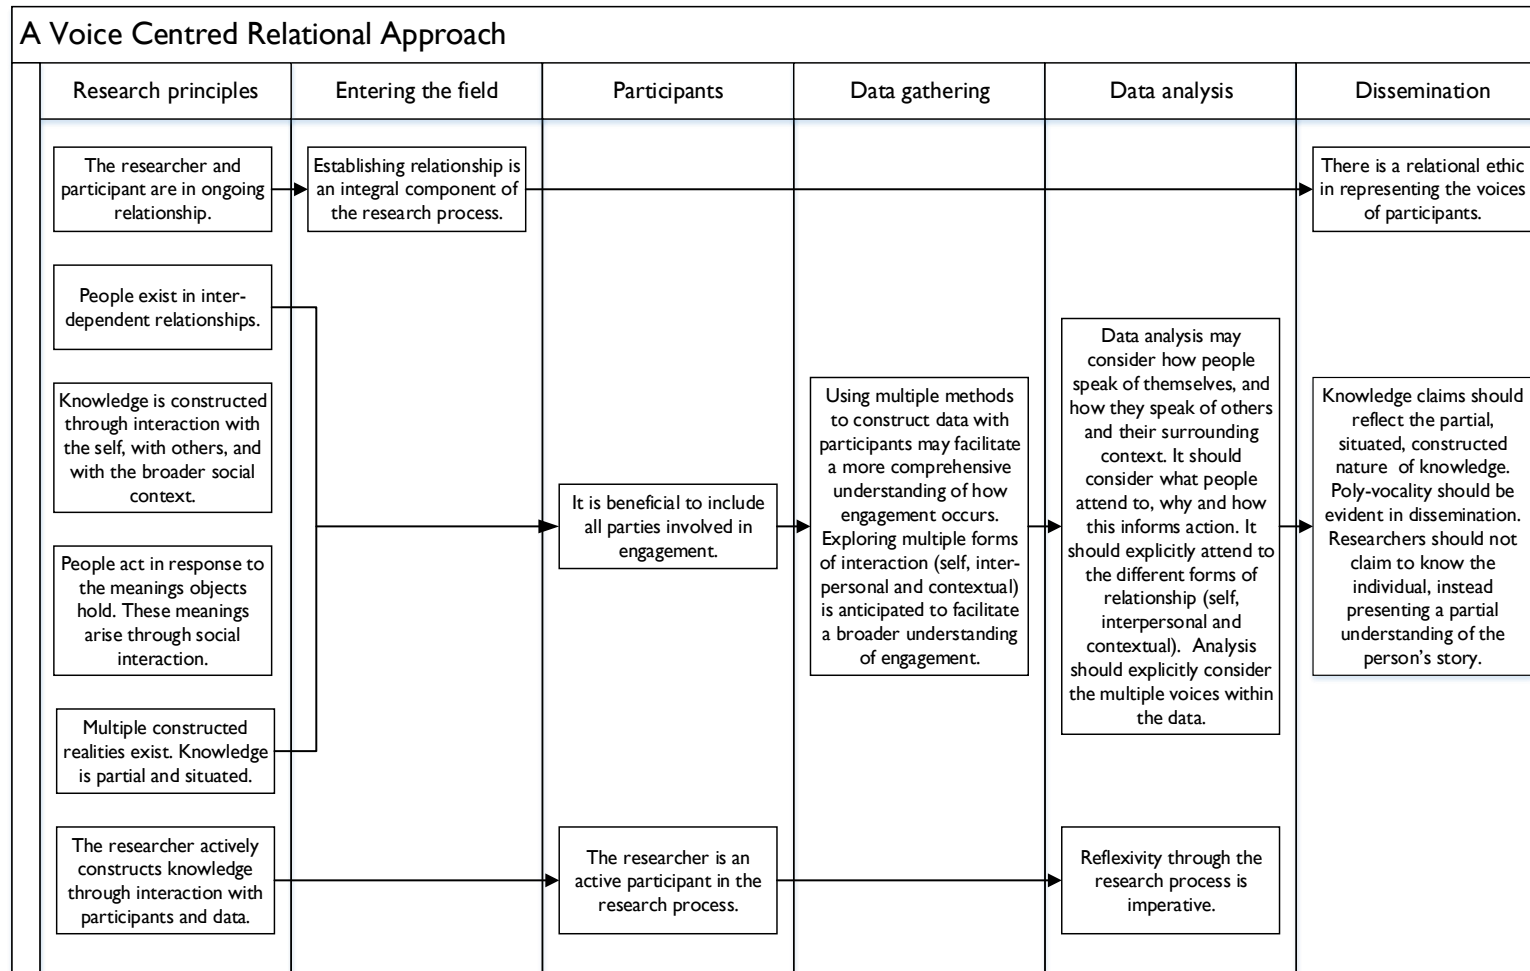 A Voice Centred Relational Approach
Research principles
Entering the field
Participants
Data gathering
Data analysis
Dissemination
The researcher and
participant are in ongoing
relationship.
Establishing relationship is
an integral component of
the research process.
There is a relational ethic
in representing the voices
of participants.
People exist in inter-
dependent relationships.
Knowledge is constructed
through interaction with
the self, with others, and
with the broader social
context.
People act in response to
the meanings objects
hold. These meanings
arise through social
interaction.
Multiple constructed
realities exist. Knowledge
is partial and situated.
It is beneficial to include
all parties involved in
engagement.
Using multiple methods
to construct data with
participants may facilitate
a more comprehensive
understanding of how
engagement occurs.
Exploring multiple forms
of interaction (self, inter-
personal and contextual)
is anticipated to facilitate
a broader understanding
of engagement.
Data analysis may
consider how people
speak of themselves, and
how they speak of others
and their surrounding
context. It should
consider what people
attend to, why and how
this informs action. It
should explicitly attend to
the different forms of
relationship (self,
interpersonal and
contextual). Analysis
should explicitly consider
the multiple voices within
the data.
Knowledge claims should
reflect the partial,
situated, constructed
nature of knowledge.
Poly-vocality should be
evident in dissemination.
Researchers should not
claim to know the
individual, instead
presenting a partial
understanding of the
person's story.
The researcher actively
constructs knowledge
through interaction with
participants and data.
The researcher is an
active participant in the
research process.
Reflexivity through the
research process is
imperative.